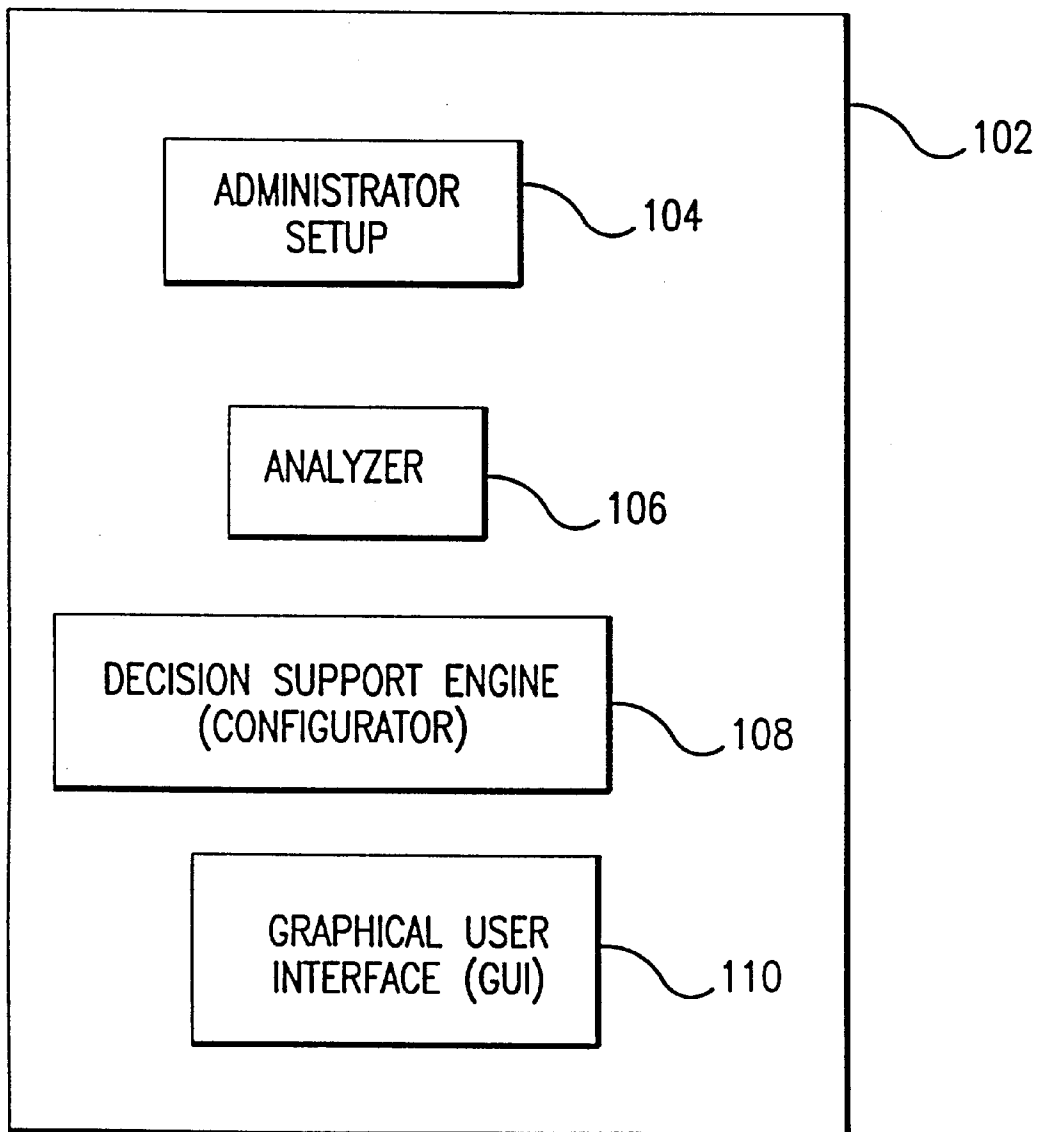 102
ADMINISTRATOR
SETUP
104
ANALYZER
106
DECISION SUPPORT ENGINE
(CONFIGURATOR)
108
GRAPHICAL USER
INTERFACE (GUI)
110